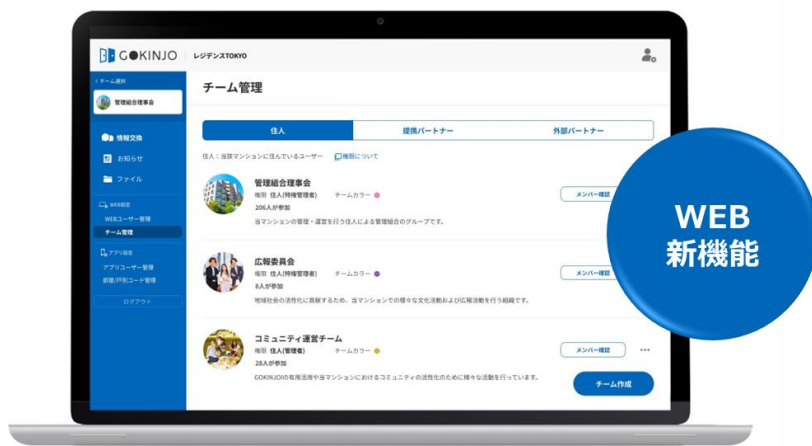 GOKINJO
レジデンスTOKYO
< チーム選択
管理組合理事会
情報交換
お知らせ
ファイル
WEB設定
WEBユーザー管理
チーム管理
アプリ設定
アプリユーザー管理
部屋/戸別コード管理
ログアウト
チーム管理
住人
提携パートナー
外部パートナー
住人：当該マンションに住んでいるユーザー 権限について
管理組合理事会
権限 住人(特権管理者) チームカラー
206人が参加
当マンションの管理・運営を行う住人による管理組合のグループです。
メンバー確認
広報委員会
権限 住人(特権管理者) チームカラー
8人が参加
地域社会の活性化に貢献するため、当マンションでの様々な文化活動および広報活動を行う組織です。
メンバー確認
コミュニティ運営チーム
権限 住人(管理者) チームカラー
28人が参加
GOKINJOの有用活用や当マンションにおけるコミュニティの活性化のために様々な活動を行っています。
メンバー確認
チーム作成
WEB
新機能